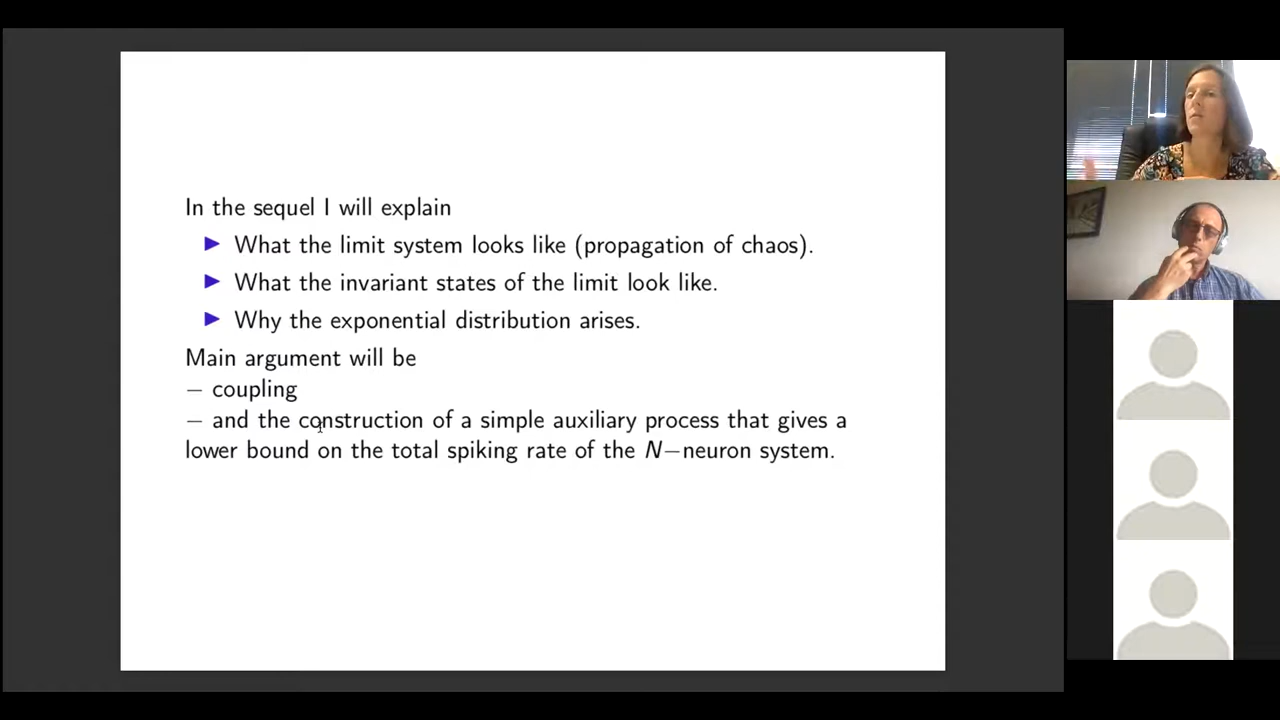 In the sequel I will explain
▶ What the limit system looks like (propagation of chaos).
▶ What the invariant states of the limit look like.
▶ Why the exponential distribution arises.
Main argument will be
– coupling
– and the construction of a simple auxiliary process that gives a
lower bound on the total spiking rate of the N−neuron system.